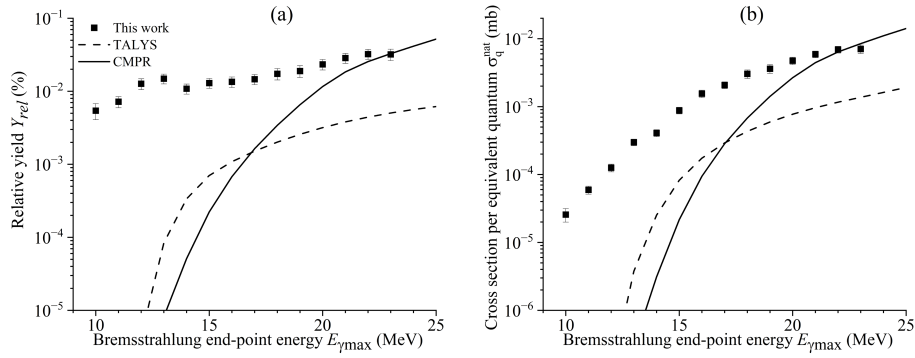 (a)
Relative yield Y_rel (%)
10^-1
10^-2
10^-3
10^-4
10^-5
This work
TALYS
CMPR
10 15 20 25
Bremsstrahlung end-point energy E_γmax (MeV)
(b)
Cross section per equivalent quantum σ_q^nat (mb)
10^-2
10^-3
10^-4
10^-5
10^-6
10 15 20 25
Bremsstrahlung end-point energy E_γmax (MeV)